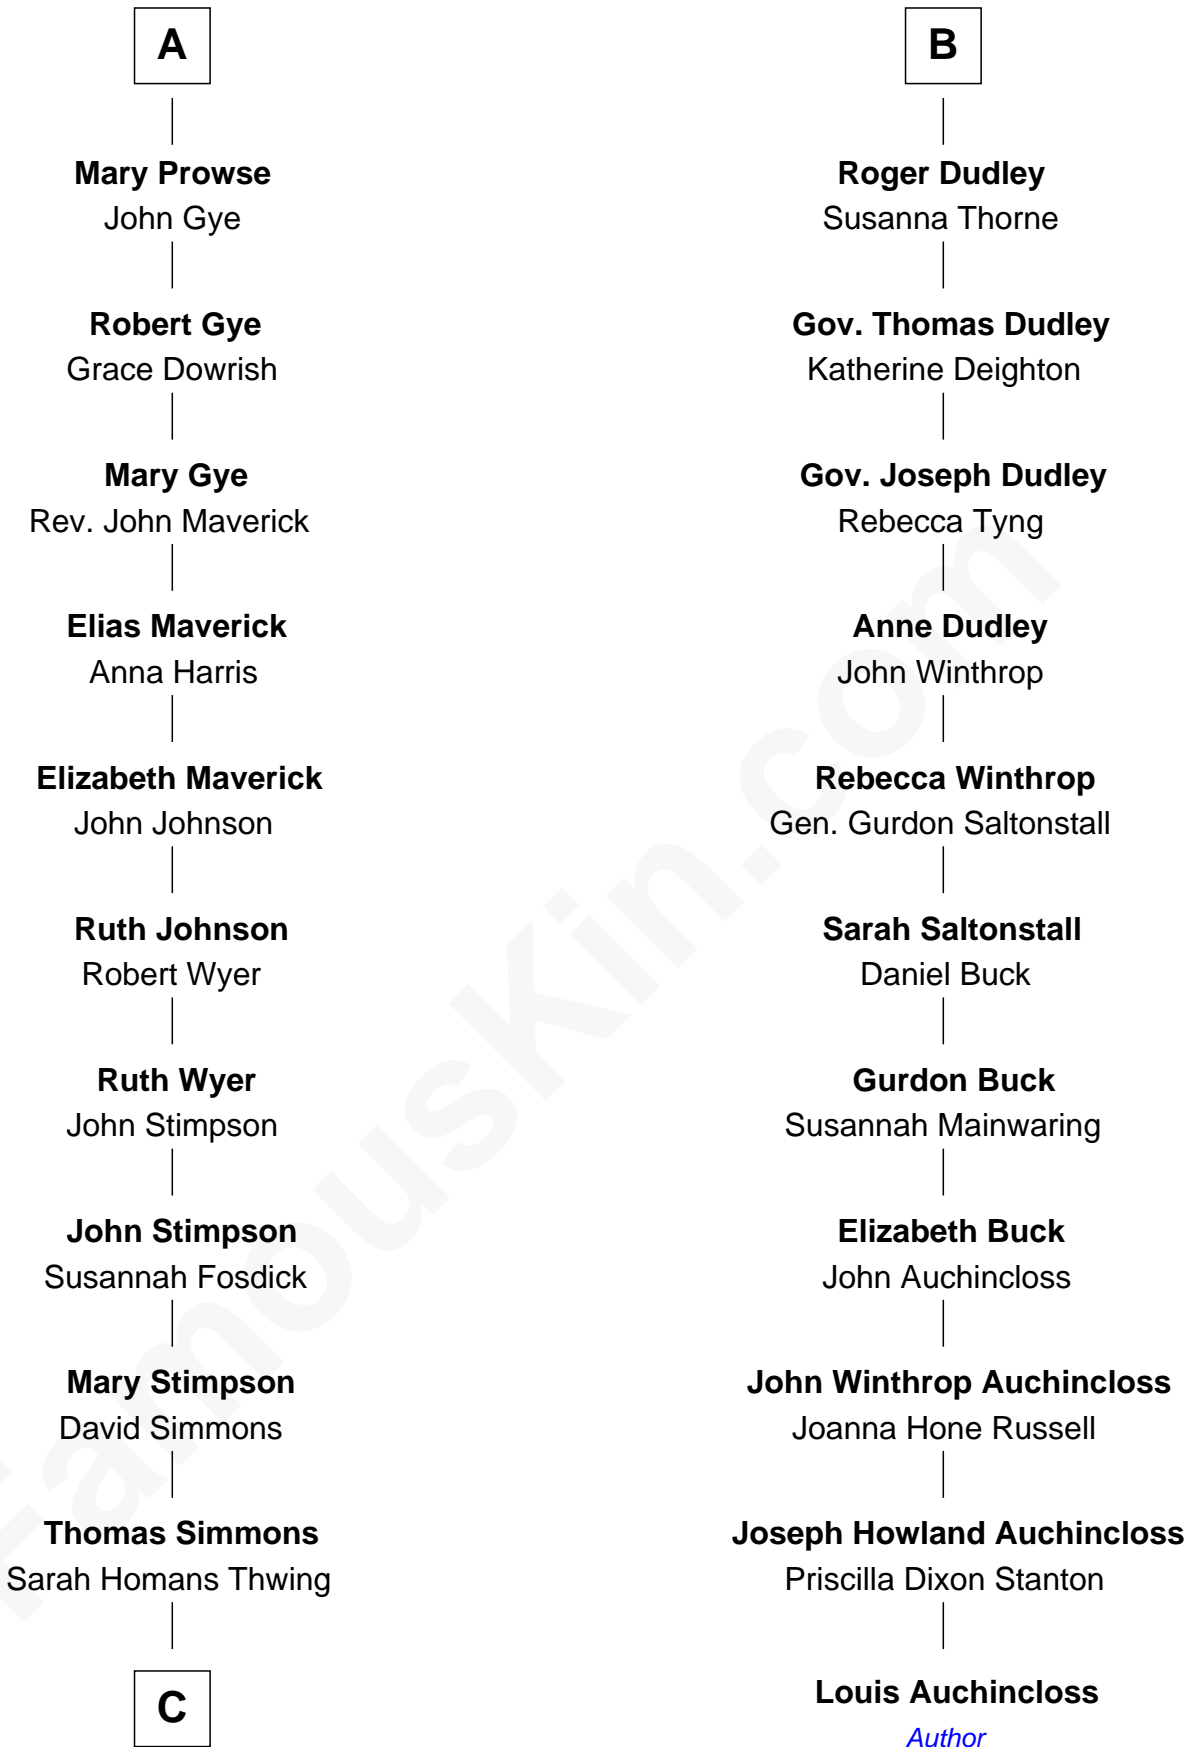 A
Mary Prowse
John Gye
Robert Gye
Grace Dowrish
Mary Gye
Rev. John Maverick
Elias Maverick
Anna Harris
Elizabeth Maverick
John Johnson
Ruth Johnson
Robert Wyer
Ruth Wyer
John Stimpson
John Stimpson
Susannah Fosdick
Mary Stimpson
David Simmons
Thomas Simmons
Sarah Homans Thwing
C
B
Roger Dudley
Susanna Thorne
Gov. Thomas Dudley
Katherine Deighton
Gov. Joseph Dudley
Rebecca Tyng
Anne Dudley
John Winthrop
Rebecca Winthrop
Gen. Gurdon Saltonstall
Sarah Saltonstall
Daniel Buck
Gurdon Buck
Susannah Mainwaring
Elizabeth Buck
John Auchincloss
John Winthrop Auchincloss
Joanna Hone Russell
Joseph Howland Auchincloss
Priscilla Dixon Stanton
Louis Auchincloss
Author
FamousKin.com